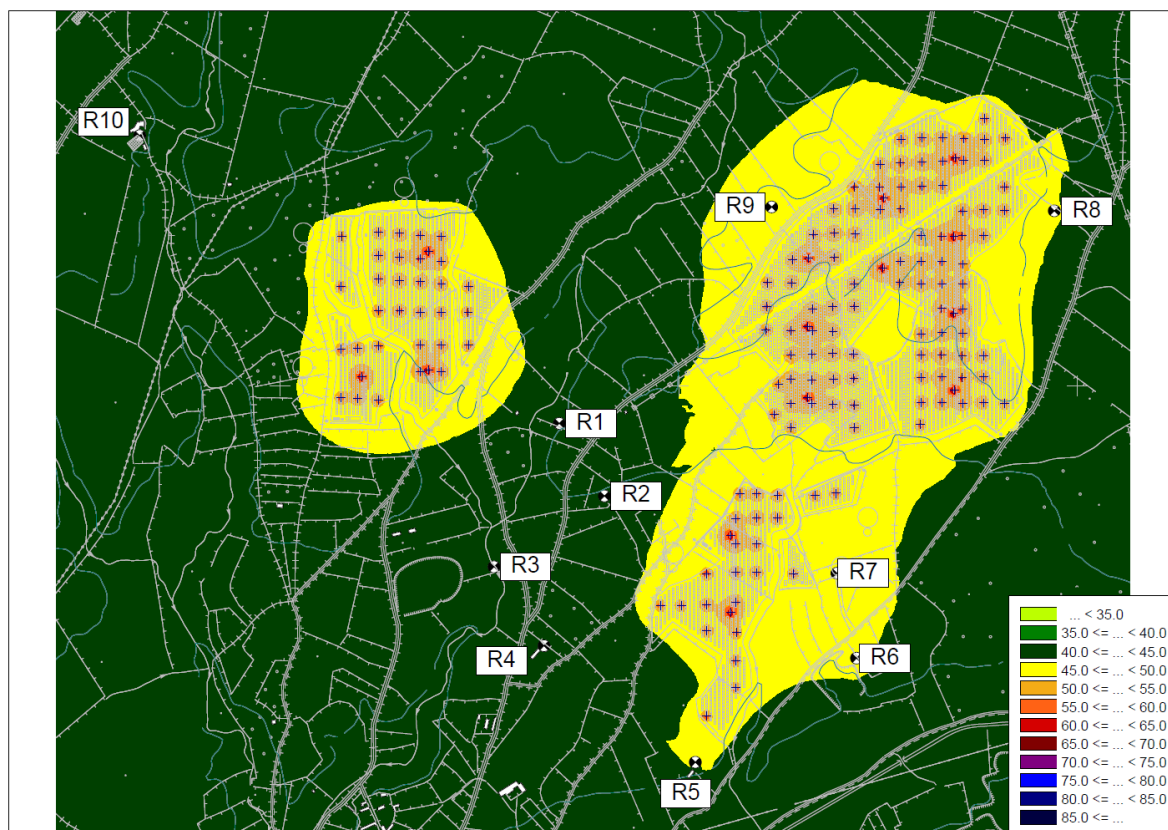 R10
R9
R8
R1
R2
R3
R7
R4
R6
R5
... < 35.0
35.0 <= ... < 40.0
40.0 <= ... < 45.0
45.0 <= ... < 50.0
50.0 <= ... < 55.0
55.0 <= ... < 60.0
60.0 <= ... < 65.0
65.0 <= ... < 70.0
70.0 <= ... < 75.0
75.0 <= ... < 80.0
80.0 <= ... < 85.0
85.0 <= ...